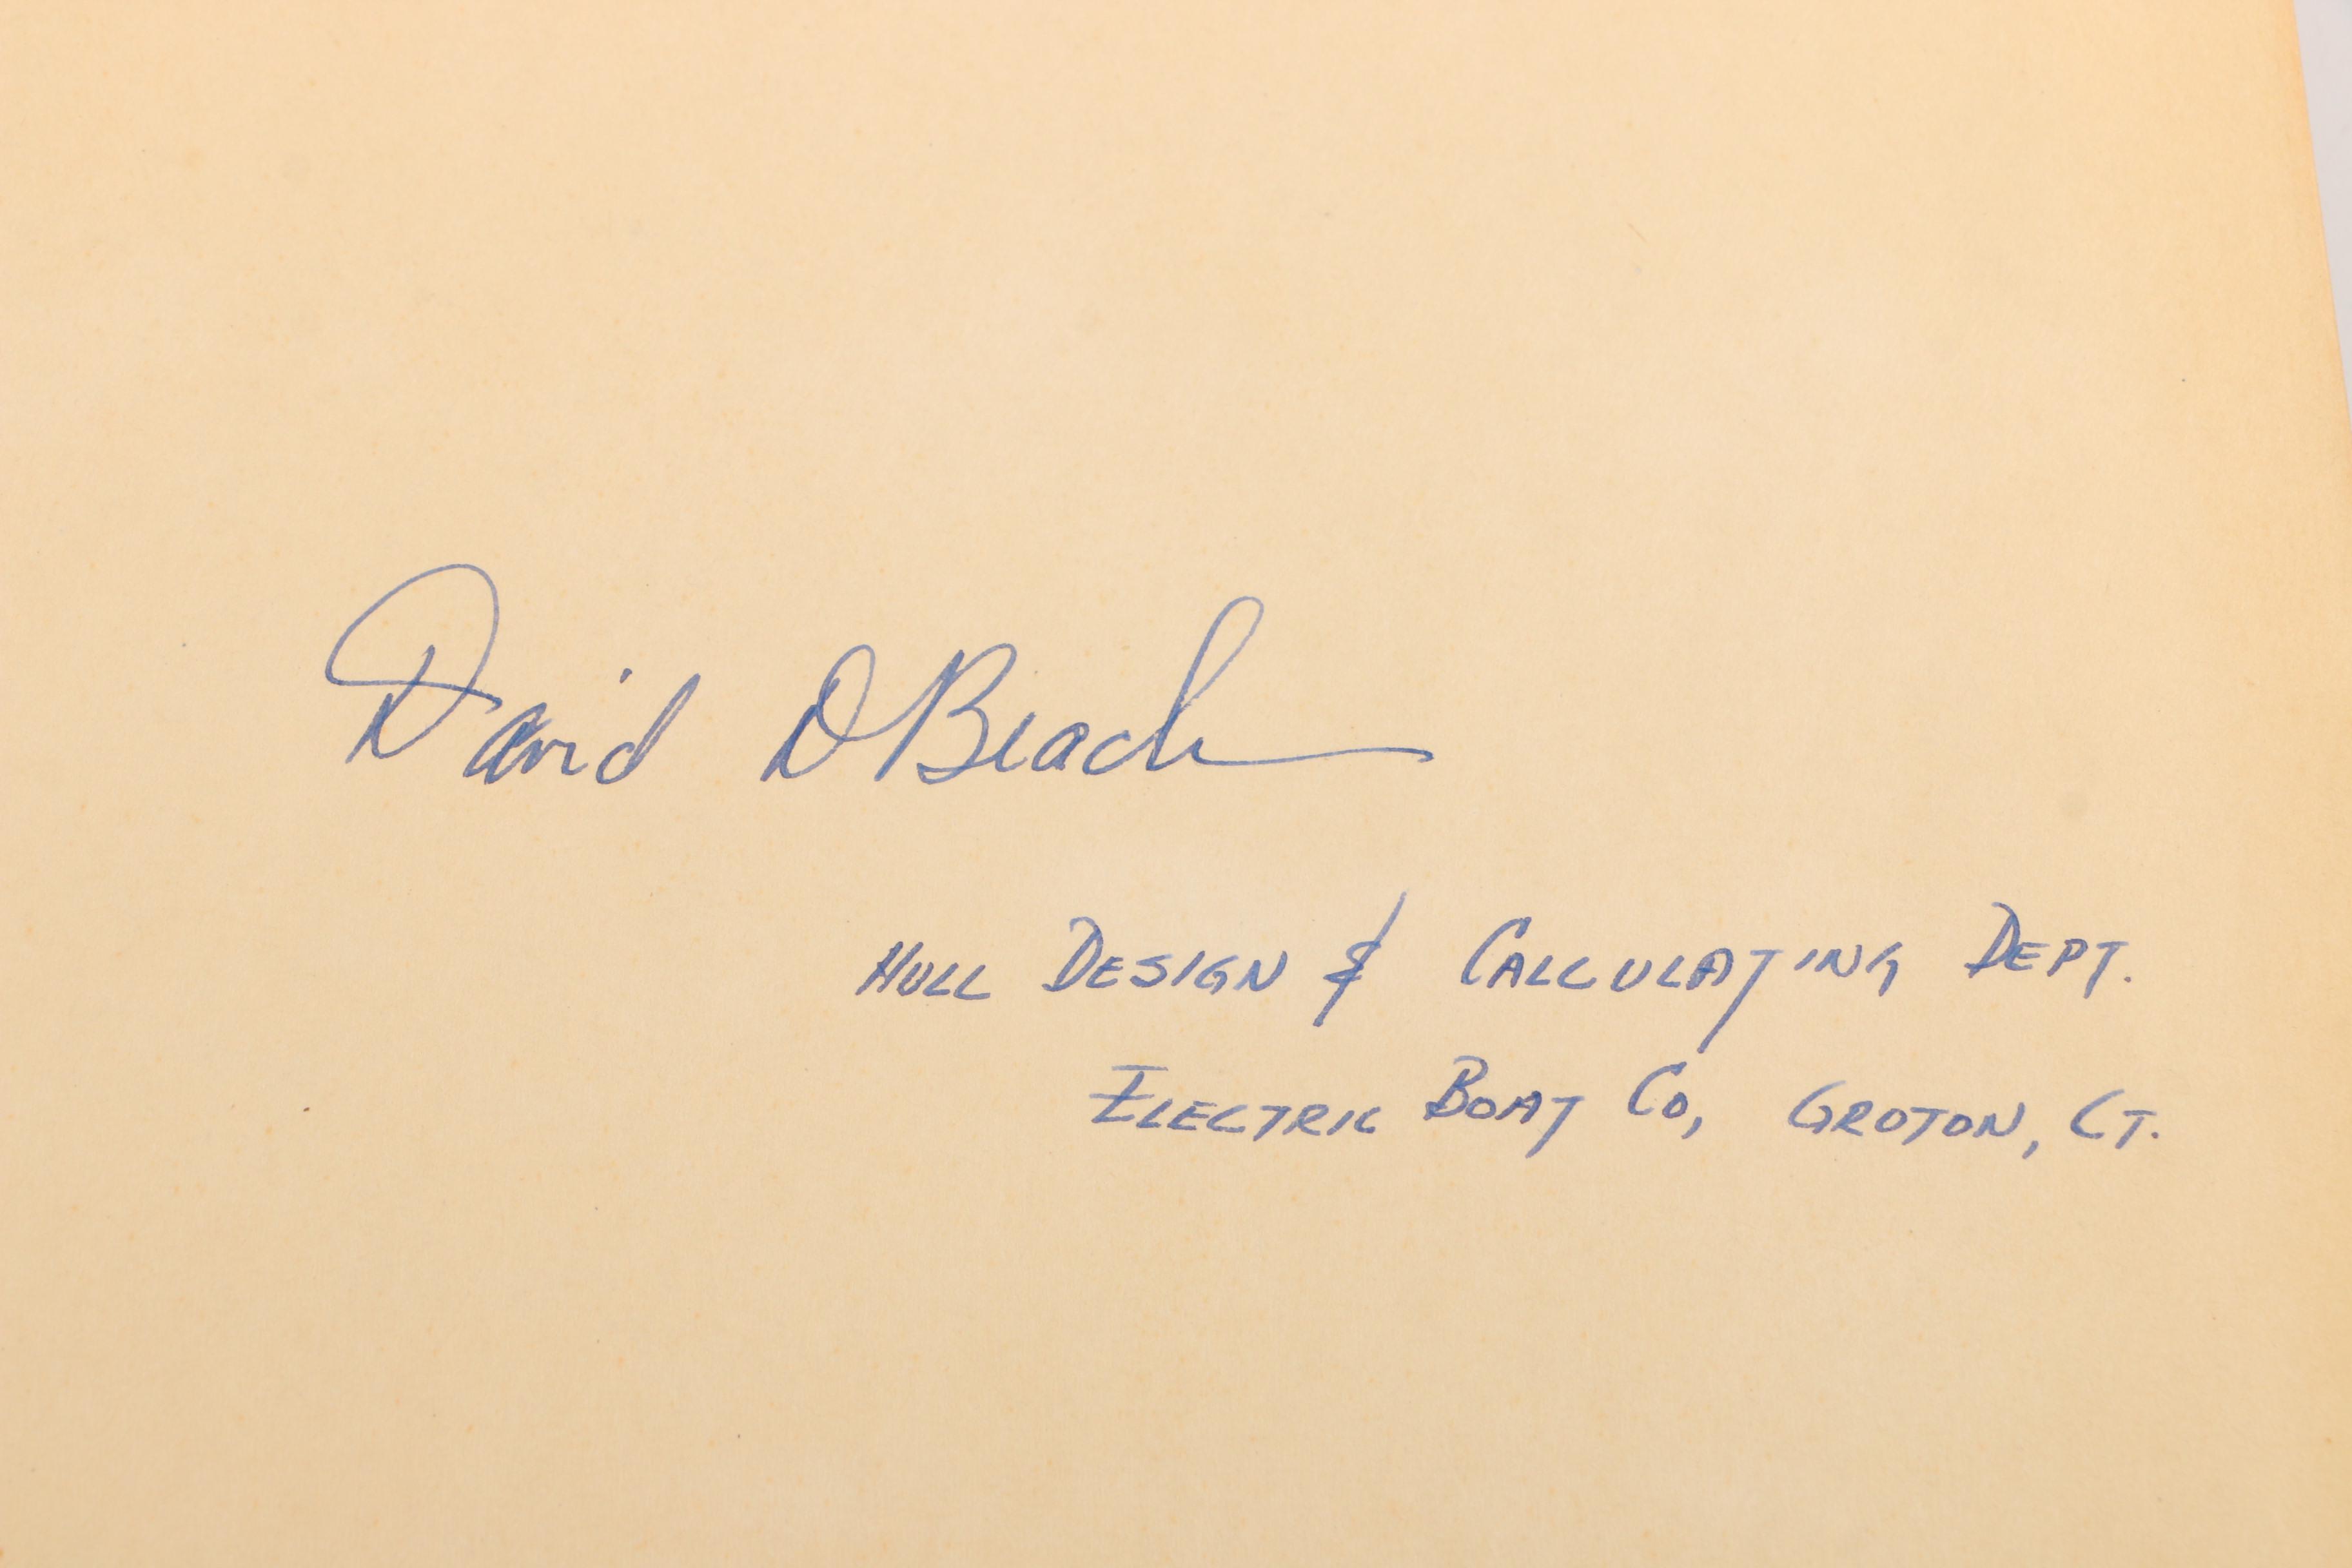 David D Beach
HULL DESIGN & CALCULATING DEPT.
ELECTRIC BOAT CO, GROTON, CT.